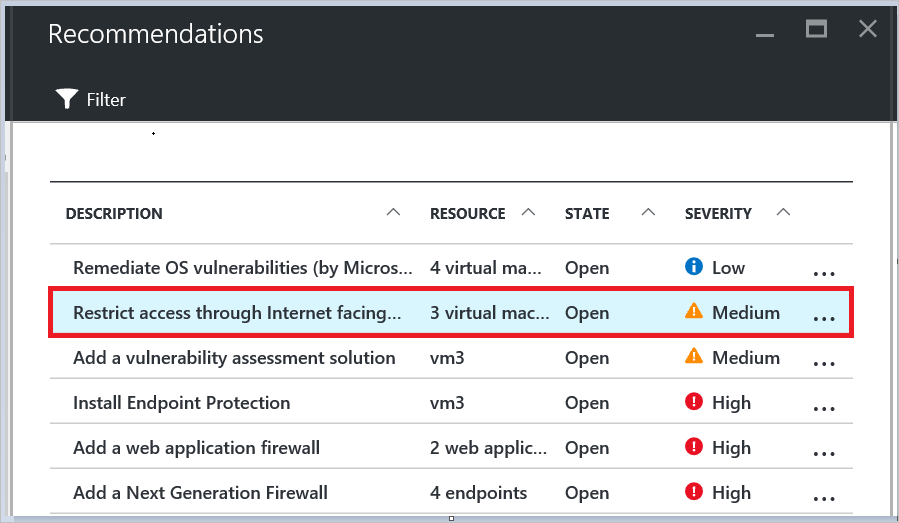 Recommendations
Filter
DESCRIPTION RESOURCE STATE SEVERITY
Remediate OS vulnerabilities (by Micros... 4 virtual ma... Open Low ...
Restrict access through Internet facing... 3 virtual mac... Open Medium ...
Add a vulnerability assessment solution vm3 Open Medium ...
Install Endpoint Protection vm3 Open High ...
Add a web application firewall 2 web applic... Open High ...
Add a Next Generation Firewall 4 endpoints Open High ...